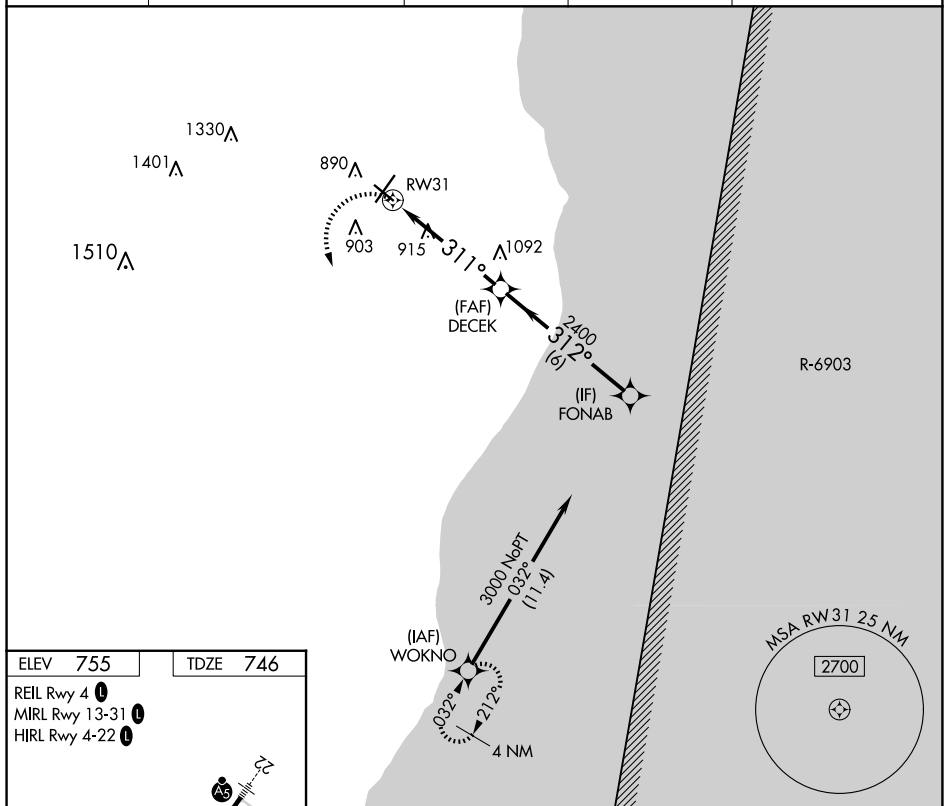 1330
1401
890
RW31
903
915
1092
1510
311°
(FAF)
DECEK
2400
312°
(6)
(IF)
FONAB
R-6903
3000 NoPT
032°
(11.4)
(IAF)
WOKNO
032°
212°
4 NM
MSA RW31 25 NM
2700
ELEV 755
TDZE 746
REIL Rwy 4 L
MIRL Rwy 13-31 L
HIRL Rwy 4-22 L
A5
22